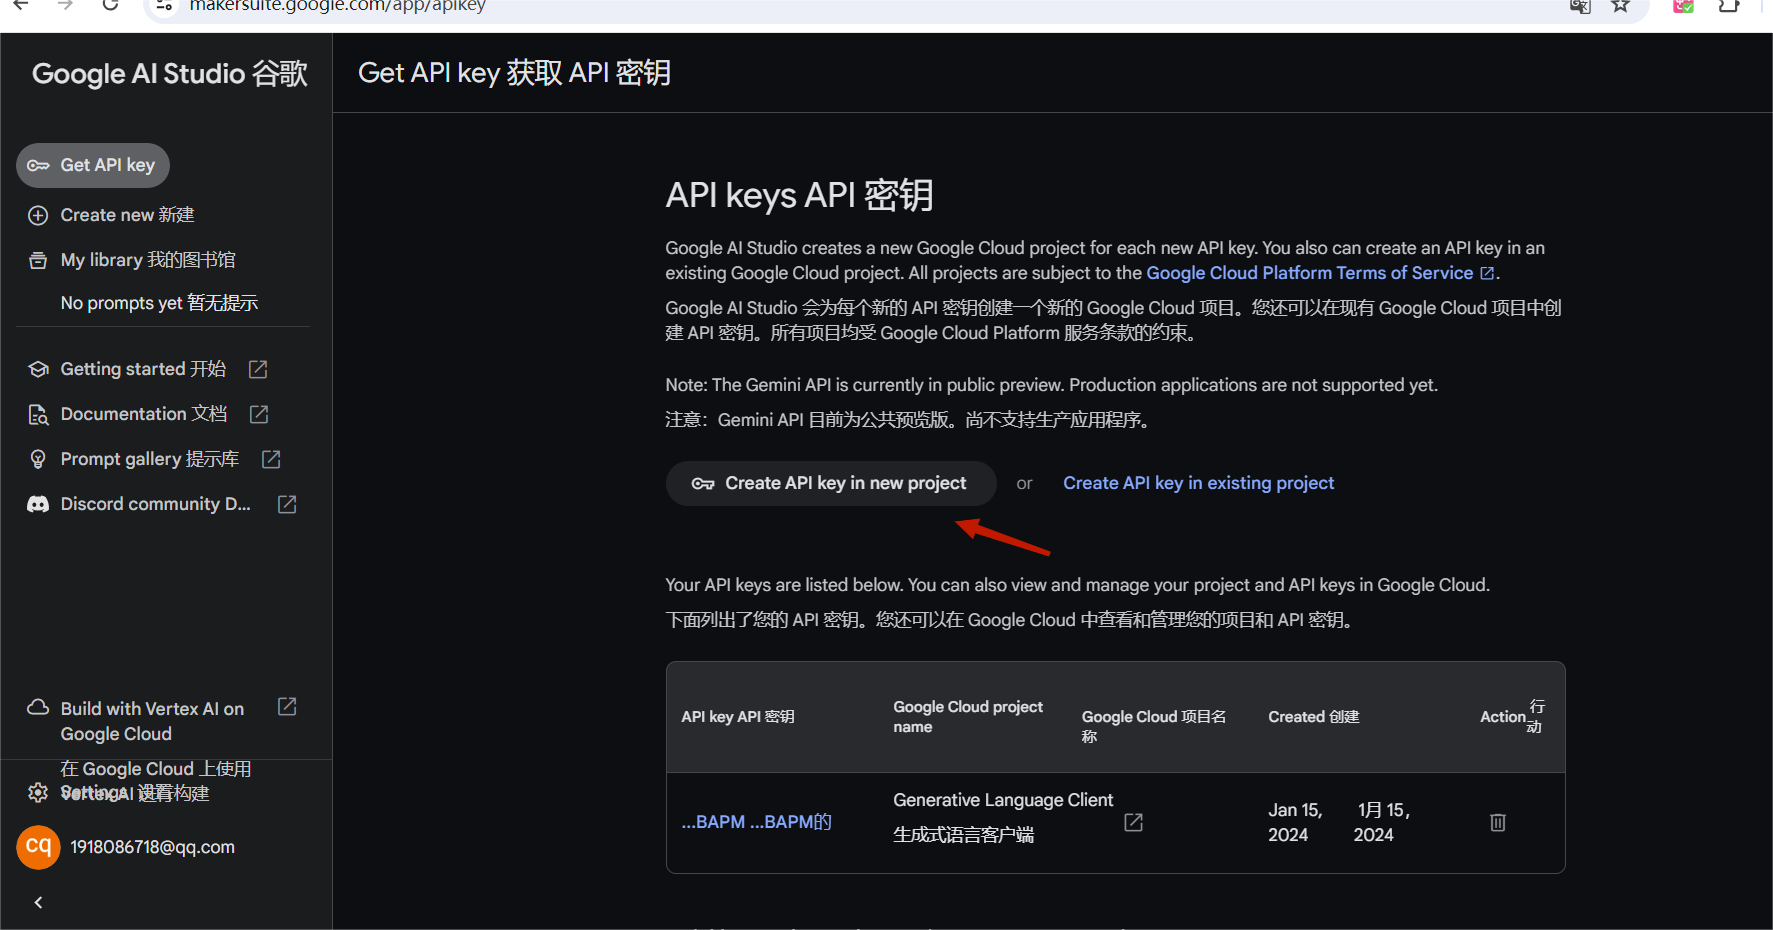 makersuite.google.com/app/apikey
Google AI Studio 谷歌
Get API key 获取 API 密钥
Get API key
Create new 新建
My library 我的图书馆
No prompts yet 暂无提示
Getting started 开始
Documentation 文档
Prompt gallery 提示库
Discord community D...
Build with Vertex AI on
Google Cloud
在 Google Cloud 上使用
Vertex AI 进行构建
Settings 设置
cq
1918086718@qq.com
API keys API 密钥
Google AI Studio creates a new Google Cloud project for each new API key. You also can create an API key in an
existing Google Cloud project. All projects are subject to the Google Cloud Platform Terms of Service.
Google AI Studio 会为每个新的 API 密钥创建一个新的 Google Cloud 项目。您还可以在现有 Google Cloud 项目中创
建 API 密钥。所有项目均受 Google Cloud Platform 服务条款的约束。
Note: The Gemini API is currently in public preview. Production applications are not supported yet.
注意：Gemini API 目前为公共预览版。尚不支持生产应用程序。
Create API key in new project or Create API key in existing project
Your API keys are listed below. You can also view and manage your project and API keys in Google Cloud.
下面列出了您的 API 密钥。您还可以在 Google Cloud 中查看和管理您的项目和 API 密钥。
API key API 密钥
Google Cloud project
name
Google Cloud 项目名
称
Created 创建
Action行
动
...BAPM ...BAPM的
Generative Language Client
生成式语言客户端
Jan 15,
2024
1月 15,
2024